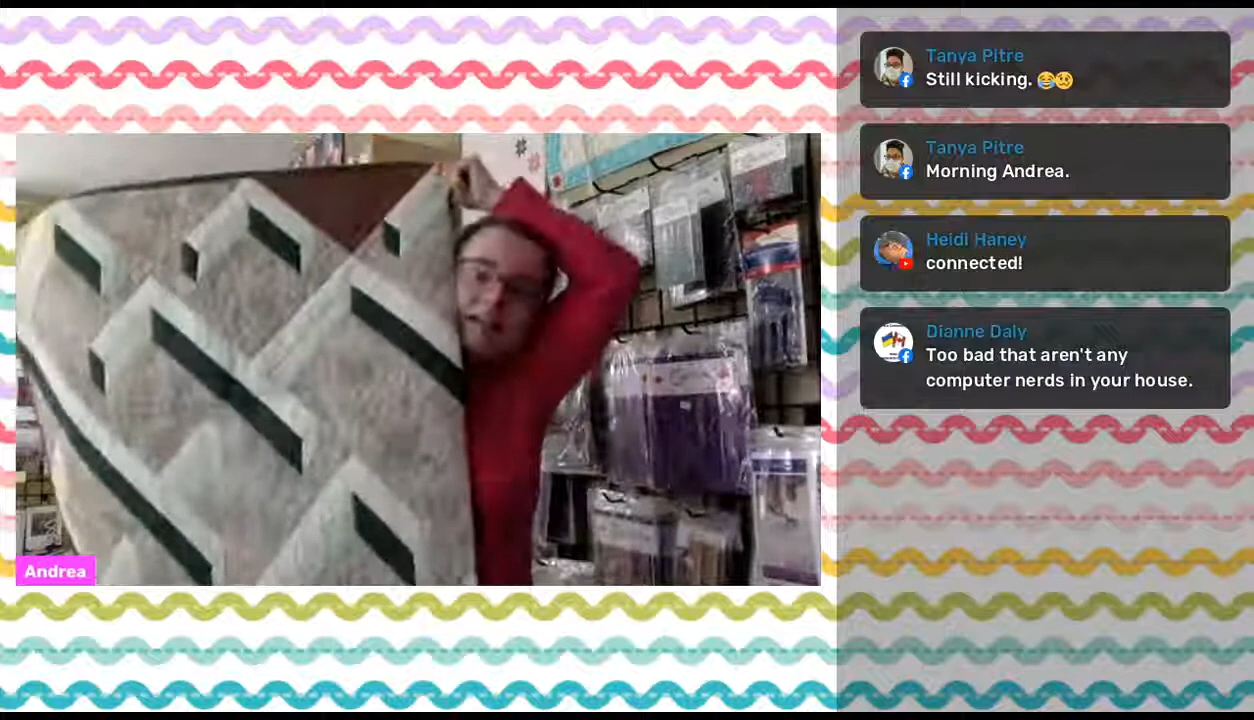 Tanya Pitre
Still kicking. 😂🥴
Tanya Pitre
Morning Andrea.
Heidi Haney
connected!
Dianne Daly
Too bad that aren't any
computer nerds in your house.
Andrea